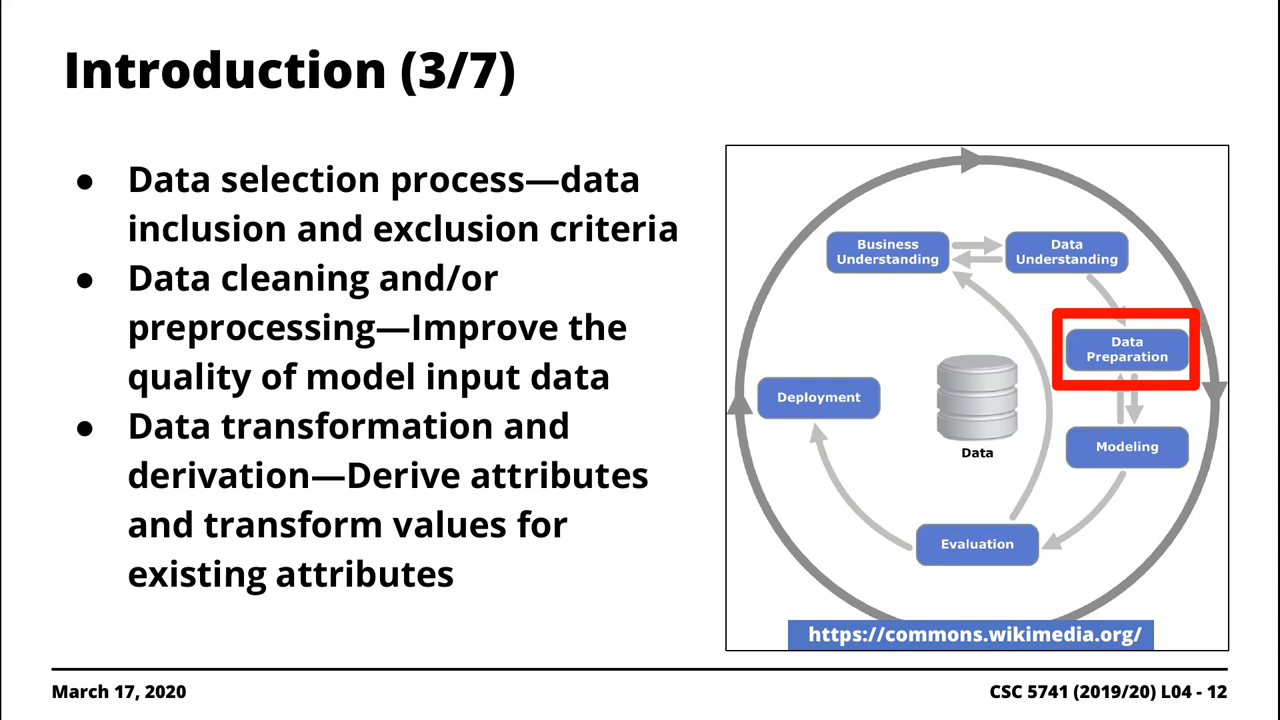 Introduction (3/7)
● Data selection process—data
inclusion and exclusion criteria
● Data cleaning and/or
preprocessing—Improve the
quality of model input data
● Data transformation and
derivation—Derive attributes
and transform values for
existing attributes
Business
Understanding
Data
Understanding
Data
Preparation
Deployment
Data
Modeling
Evaluation
https://commons.wikimedia.org/
March 17, 2020
CSC 5741 (2019/20) L04 - 12